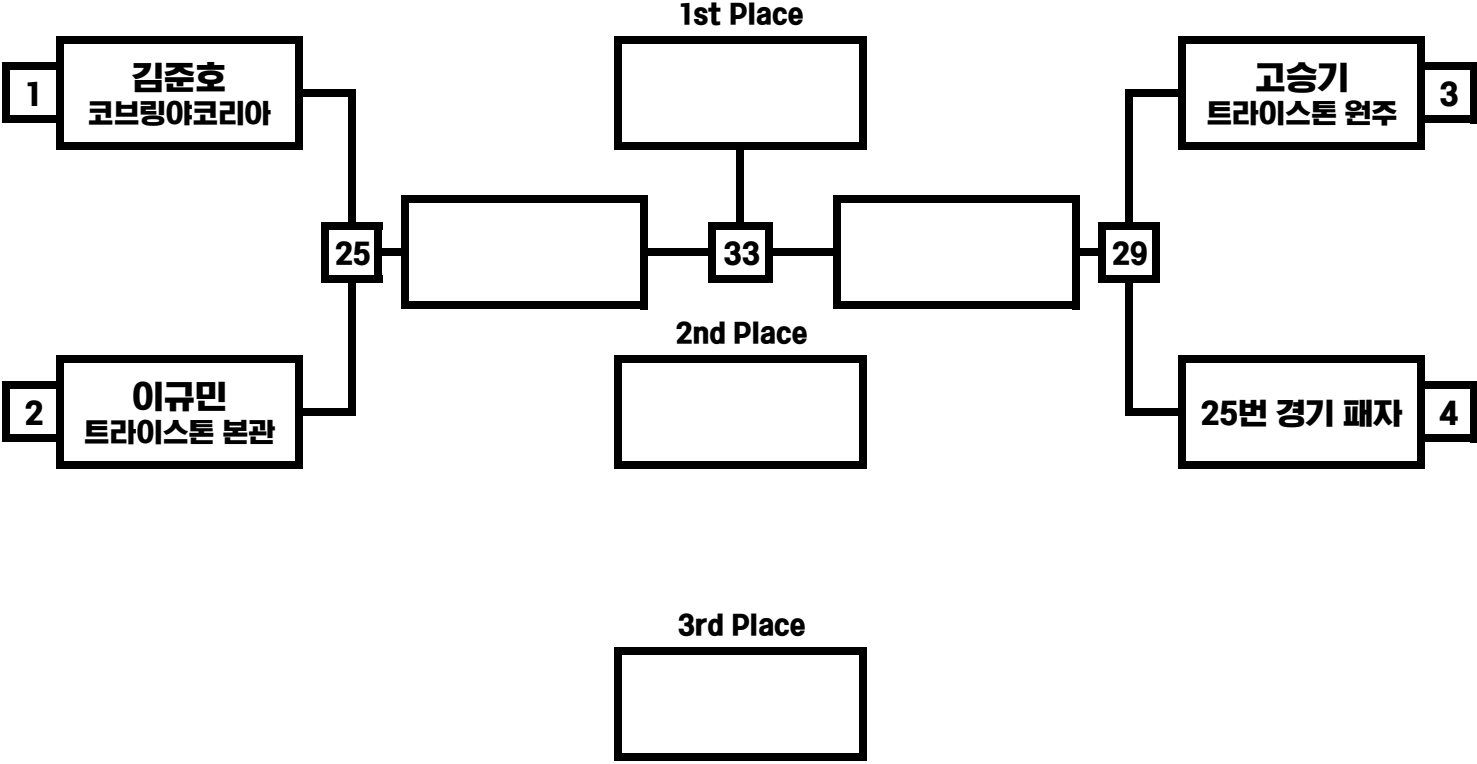 1st Place
1
김준호
코브링야코리아
고승기
트라이스톤 원주
3
25
33
29
2nd Place
2
이규민
트라이스톤 본관
25번 경기 패자
4
3rd Place